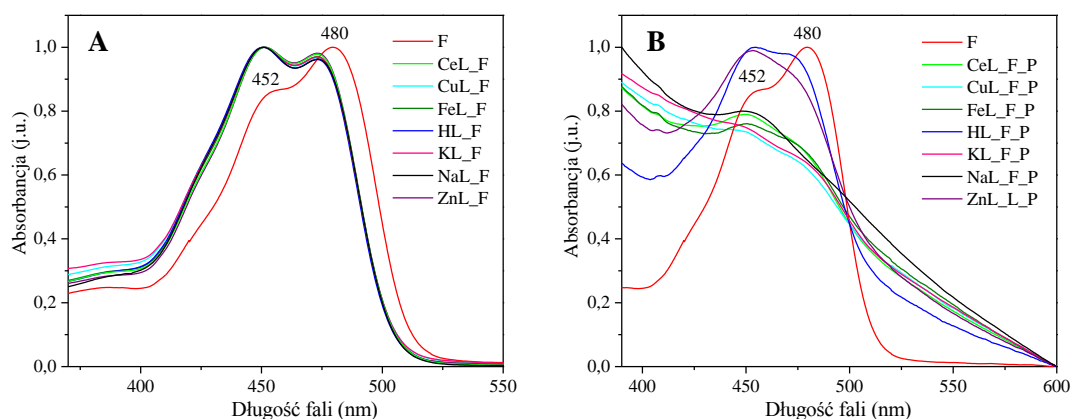 A
480
452
F
CeL_F
CuL_F
FeL_F
HL_F
KL_F
NaL_F
ZnL_F
1,0
0,8
0,6
0,4
0,2
0,0
Absorbancja (j.u.)
400
450
500
550
Długość fali (nm)
B
480
452
F
CeL_F_P
CuL_F_P
FeL_F_P
HL_F_P
KL_F_P
NaL_F_P
ZnL_L_P
1,0
0,8
0,6
0,4
0,2
0,0
Absorbancja (j.u.)
400
450
500
550
600
Długość fali (nm)